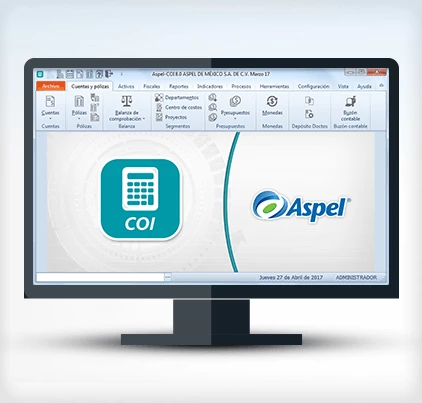 Aspel-COI 8.0 ASPEL DE MÉXICO S.A. DE C.V. Marzo 17
Archivo Cuentas y pólizas Activos Fiscales Reportes Indicadores Procesos Herramientas Configuración Vista Ayuda
Cuentas Pólizas Balanza de comprobación Departamentos Centro de costos Proyectos Presupuestos Monedas Buzón contable
Cuentas Pólizas Balanza Segmentos Presupuestos Monedas Depósito Doctos Buzón contable
COI
Aspel®
Jueves 27 de Abril de 2017 ADMINISTRADOR